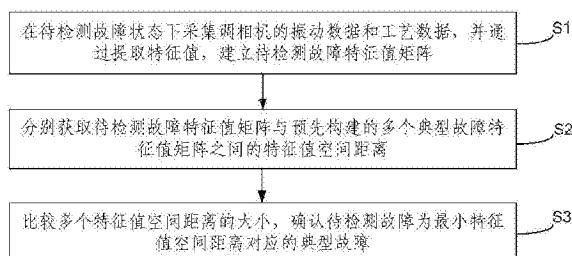 在待检测故障状态下采集调相机的振动数据和工艺数据，并通
过提取特征值，建立待检测故障特征值矩阵
S1
分别获取待检测故障特征值矩阵与预先构建的多个典型故障特
征值矩阵之间的特征值空间距离
S2
比较多个特征值空间距离的大小，确认待检测故障为最小特征
值空间距离对应的典型故障
S3